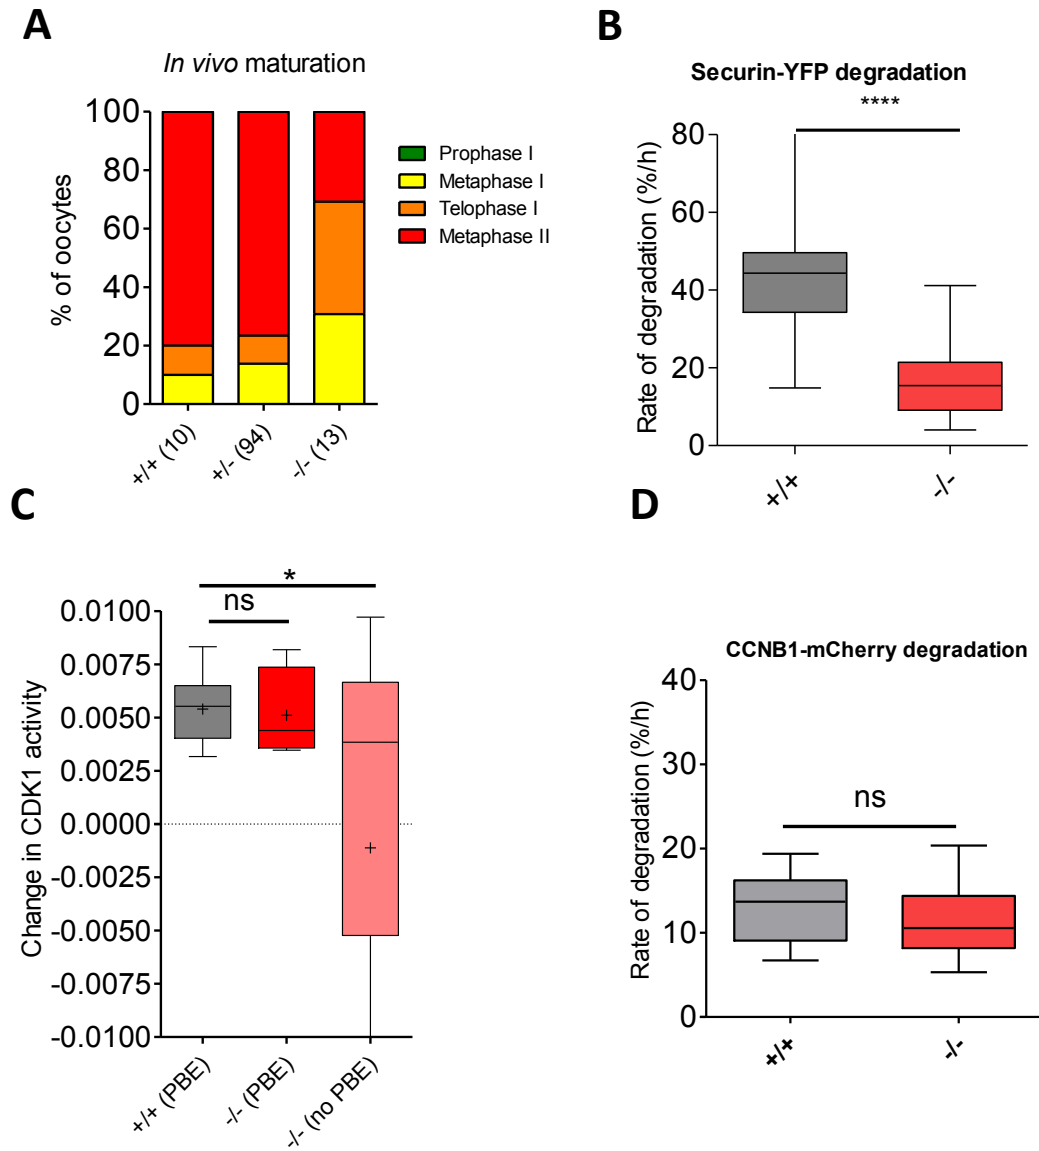 A
In vivo maturation
% of oocytes
100
80
60
40
20
0
+/+ (10)
+/- (94)
-/- (13)
Prophase I
Metaphase I
Telophase I
Metaphase II
B
Securin-YFP degradation
****
Rate of degradation (%/h)
80
60
40
20
0
+/+
-/-
C
*
ns
Change in CDK1 activity
0.0100
0.0075
0.0050
0.0025
0.0000
-0.0025
-0.0050
-0.0075
-0.0100
+/+ (PBE)
-/- (PBE)
-/- (no PBE)
D
CCNB1-mCherry degradation
ns
Rate of degradation (%/h)
40
30
20
10
0
+/+
-/-